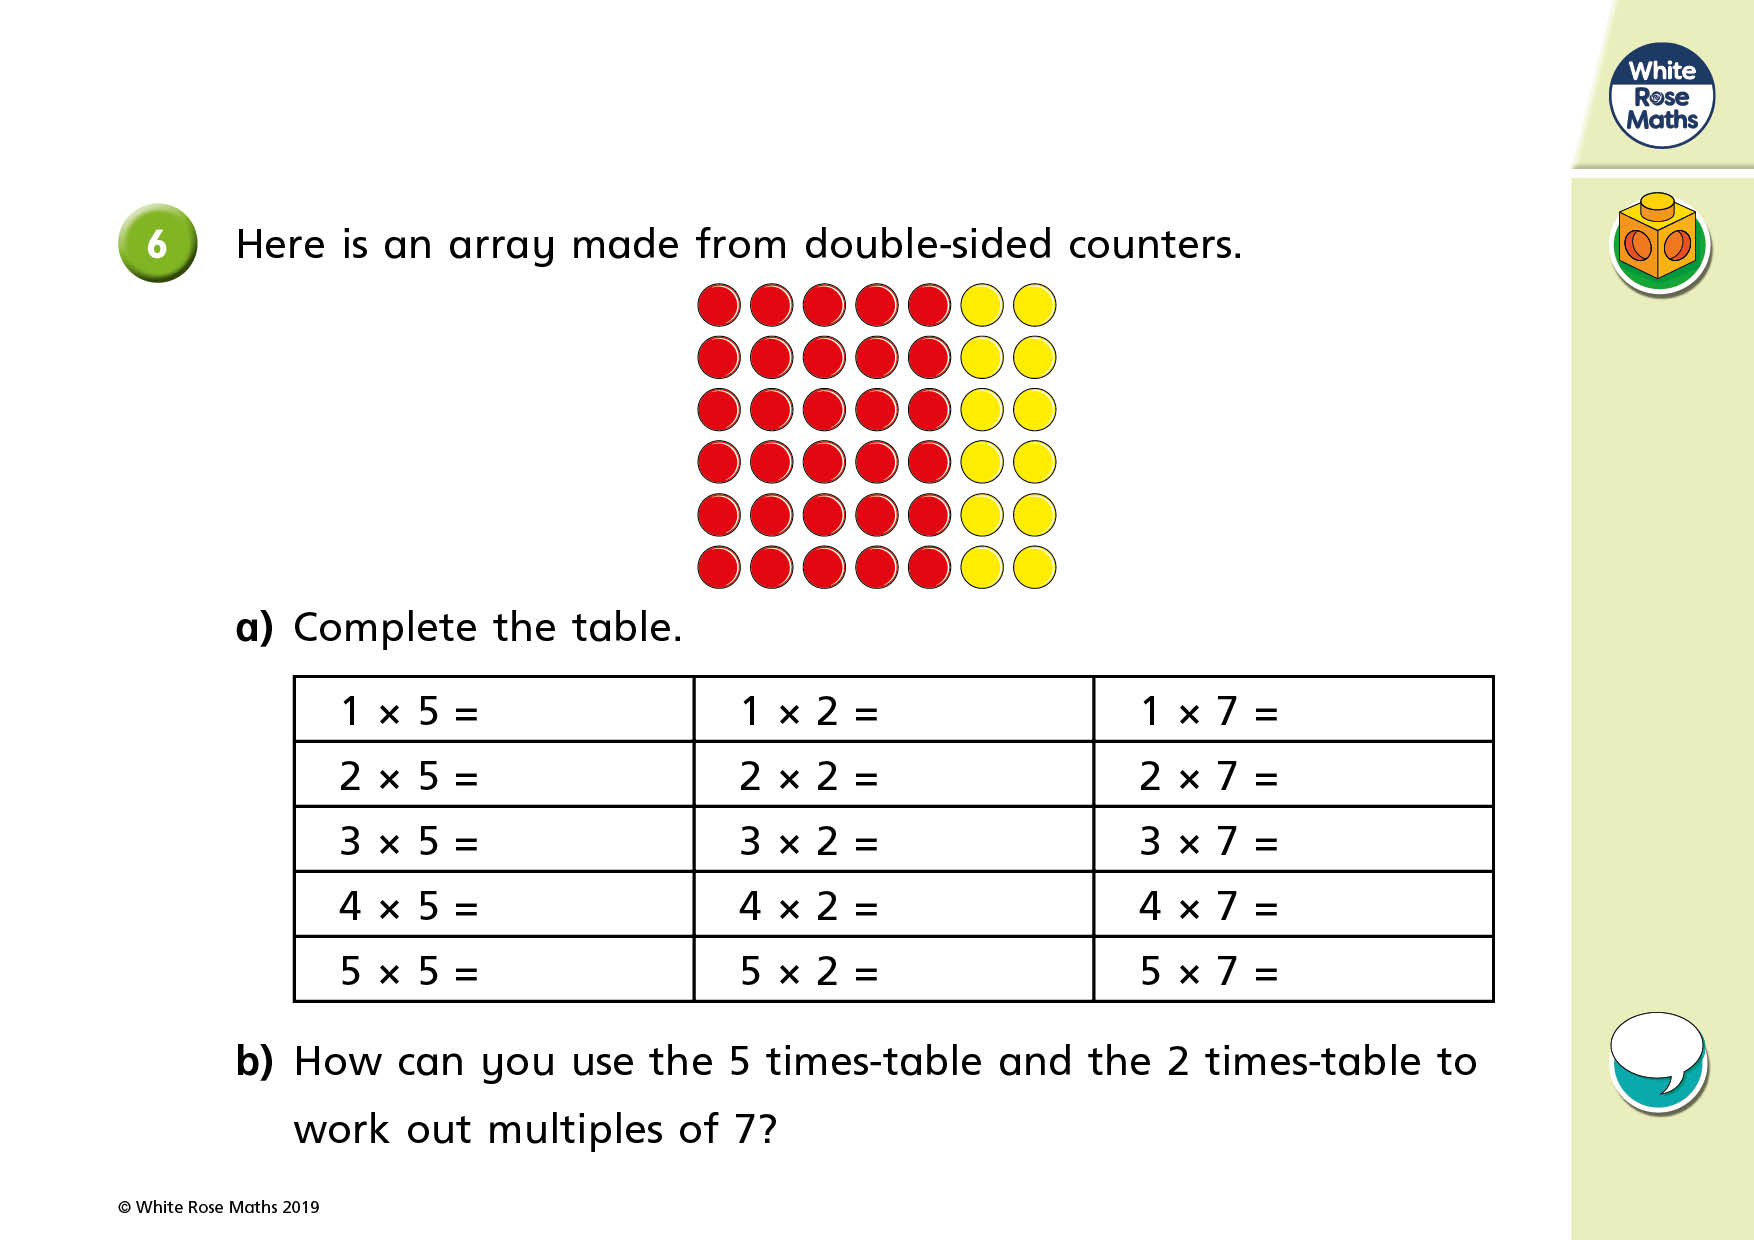 White
Rose
Maths
6 Here is an array made from double-sided counters.
a) Complete the table.
1 × 5 = 1 × 2 = 1 × 7 =
2 × 5 = 2 × 2 = 2 × 7 =
3 × 5 = 3 × 2 = 3 × 7 =
4 × 5 = 4 × 2 = 4 × 7 =
5 × 5 = 5 × 2 = 5 × 7 =
b) How can you use the 5 times-table and the 2 times-table to
work out multiples of 7?
© White Rose Maths 2019